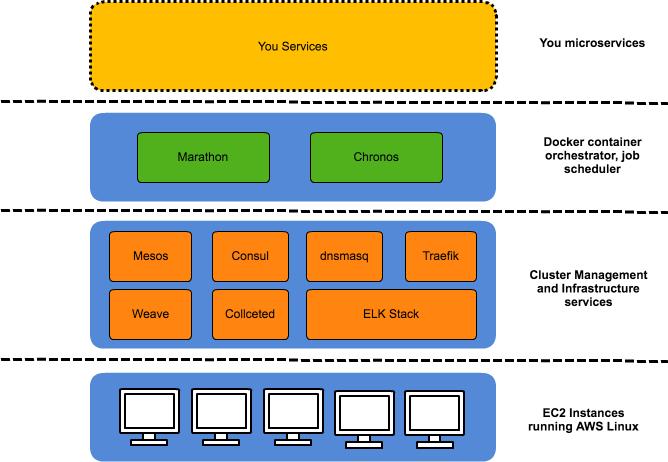 You Services
You microservices
Marathon
Chronos
Docker container
orchestrator, job
scheduler
Mesos
Consul
dnsmasq
Traefik
Weave
Collceted
ELK Stack
Cluster Management
and Infrastructure
services
EC2 Instances
running AWS Linux